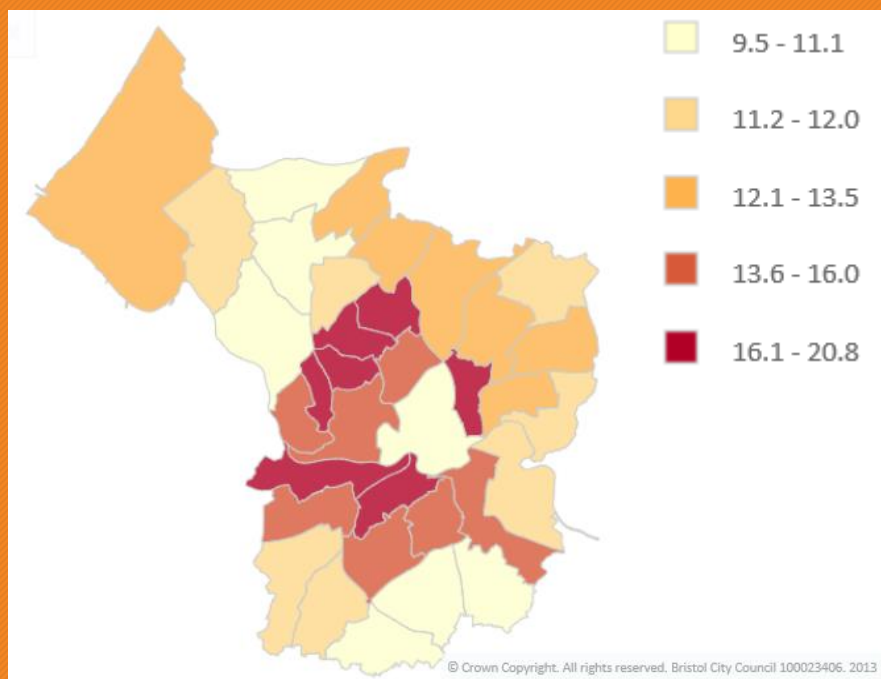 9.5 - 11.1
11.2 - 12.0
12.1 - 13.5
13.6 - 16.0
16.1 - 20.8
© Crown Copyright. All rights reserved. Bristol City Council 100023406. 2013